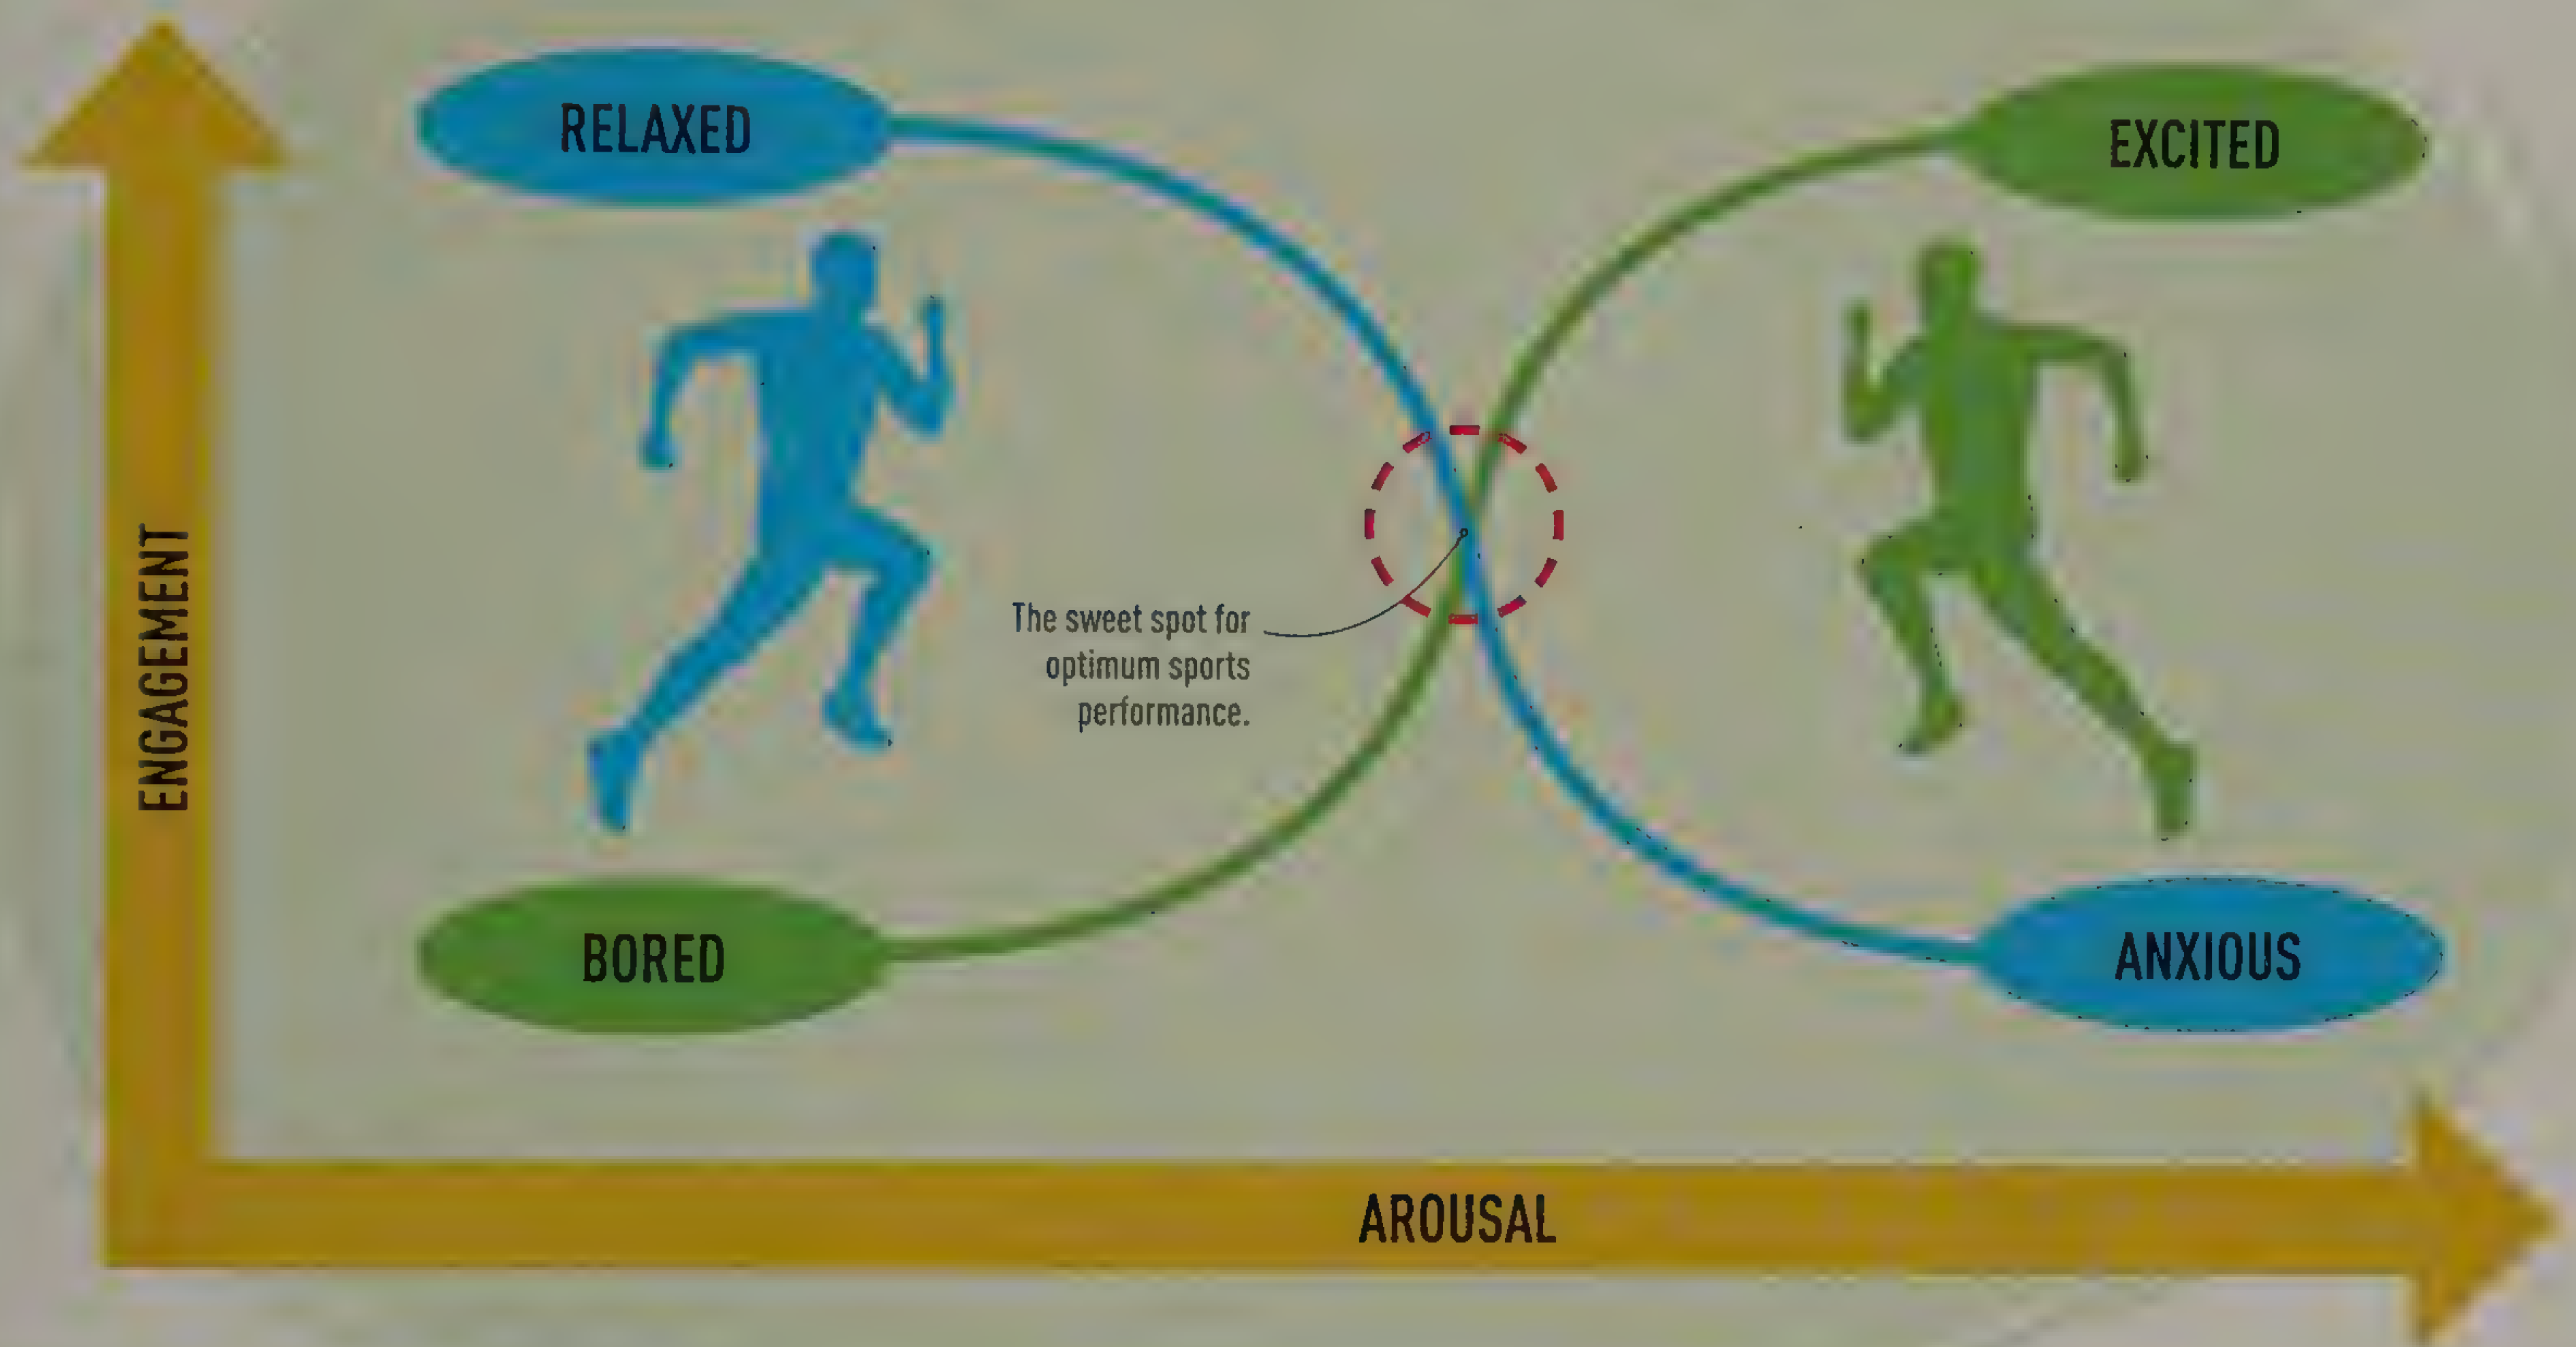 RELAXED
EXCITED
ENGAGEMENT
The sweet spot for
optimum sports
performance.
BORED
ANXIOUS
AROUSAL